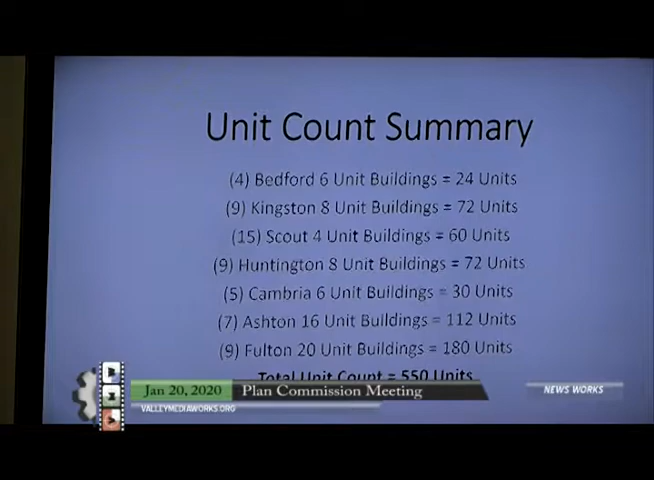 Unit Count Summary
(4) Bedford 6 Unit Buildings = 24 Units
(9) Kingston 8 Unit Buildings = 72 Units
(15) Scout 4 Unit Buildings = 60 Units
(9) Huntington 8 Unit Buildings = 72 Units
(5) Cambria 6 Unit Buildings = 30 Units
(7) Ashton 16 Unit Buildings = 112 Units
(9) Fulton 20 Unit Buildings = 180 Units
Total Unit Count = 550 Units
Jan 20, 2020 Plan Commission Meeting NEWS WORKS
VALLEYMEDIAWORKS.ORG